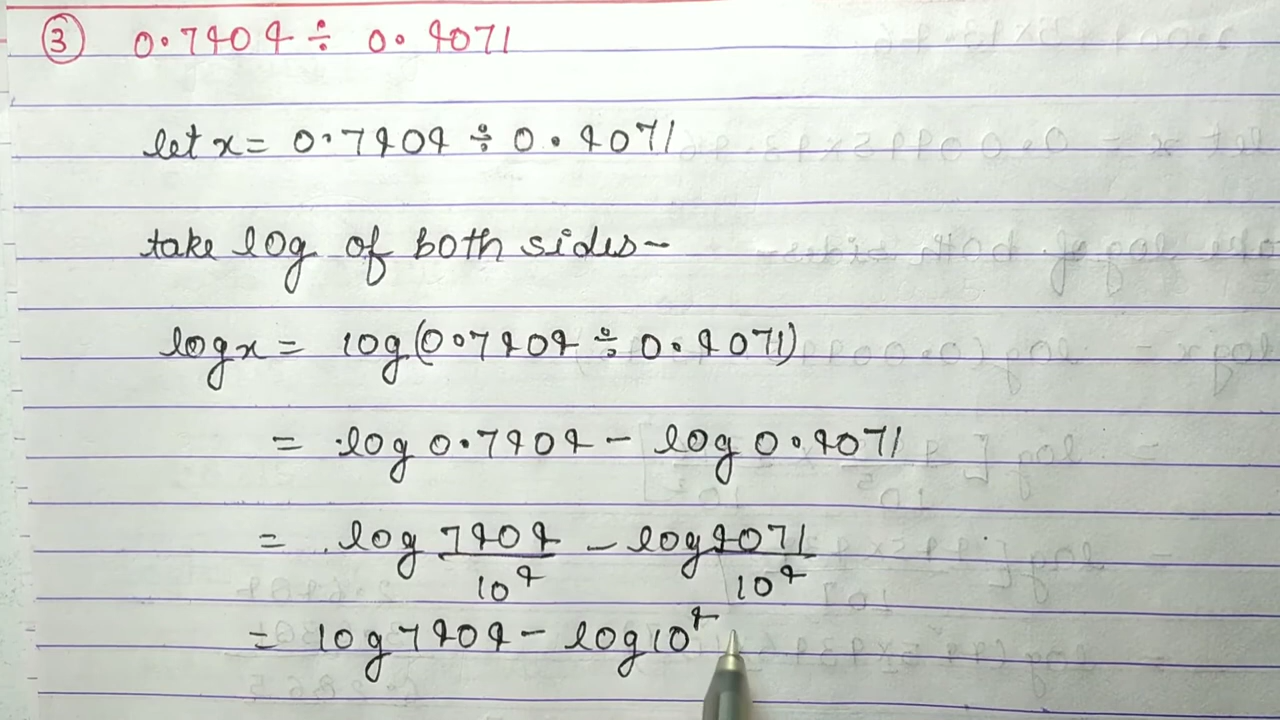 ③ 0.7404 ÷ 0.4071
let x = 0.7404 ÷ 0.4071
take log of both sides-
log x = log(0.7404 ÷ 0.4071)
= log 0.7404 - log 0.4071
= log 7404/10⁴ - log 4071/10⁴
= log 7404 - log 10⁴